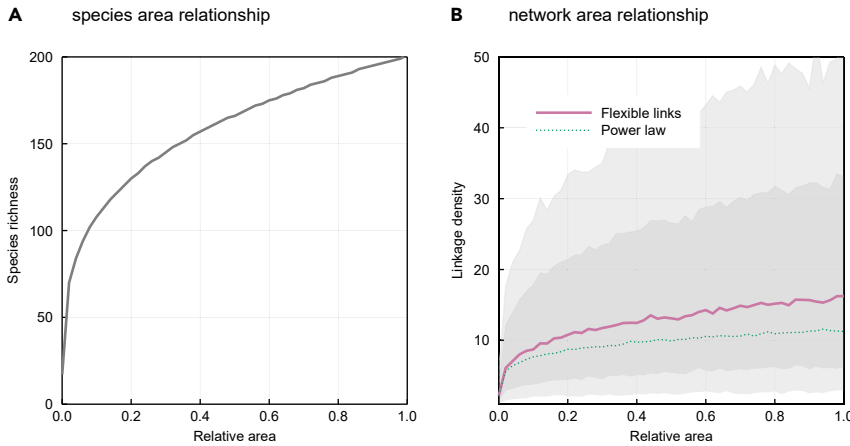 A species area relationship
200
150
100
50
0
Species richness
0.0 0.2 0.4 0.6 0.8 1.0
Relative area
B network area relationship
50
40
30
20
10
Linkage density
Flexible links
Power law
0.0 0.2 0.4 0.6 0.8 1.0
Relative area